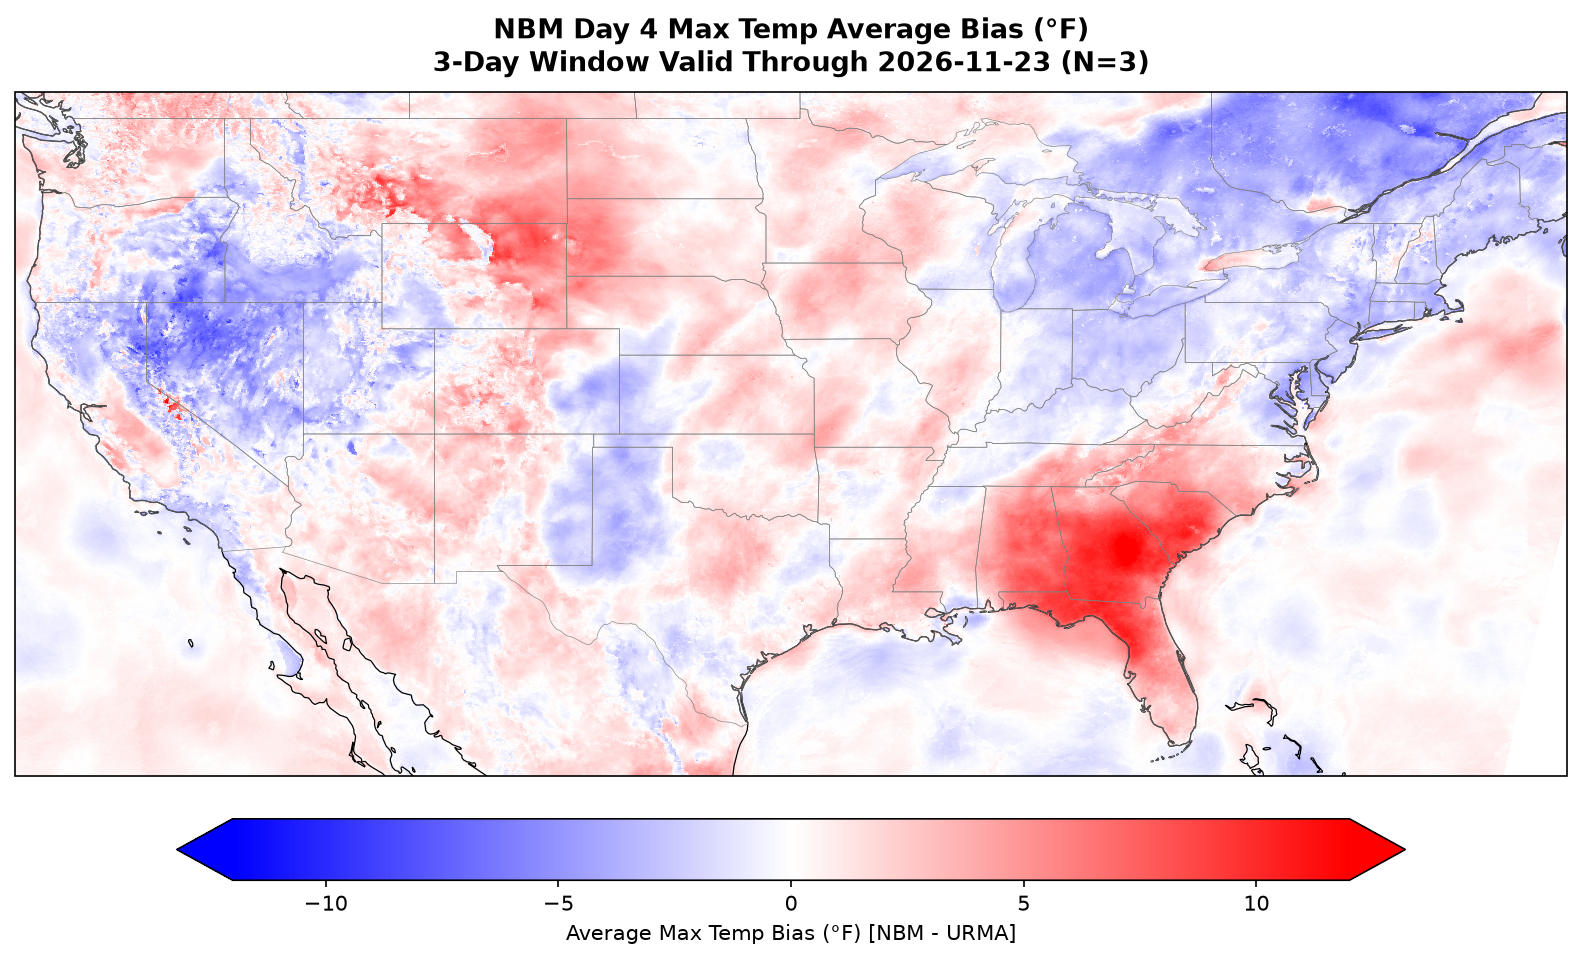 NBM Day 4 Max Temp Average Bias (°F)
3-Day Window Valid Through 2026-11-23 (N=3)
−10 −5 0 5 10
Average Max Temp Bias (°F) [NBM - URMA]